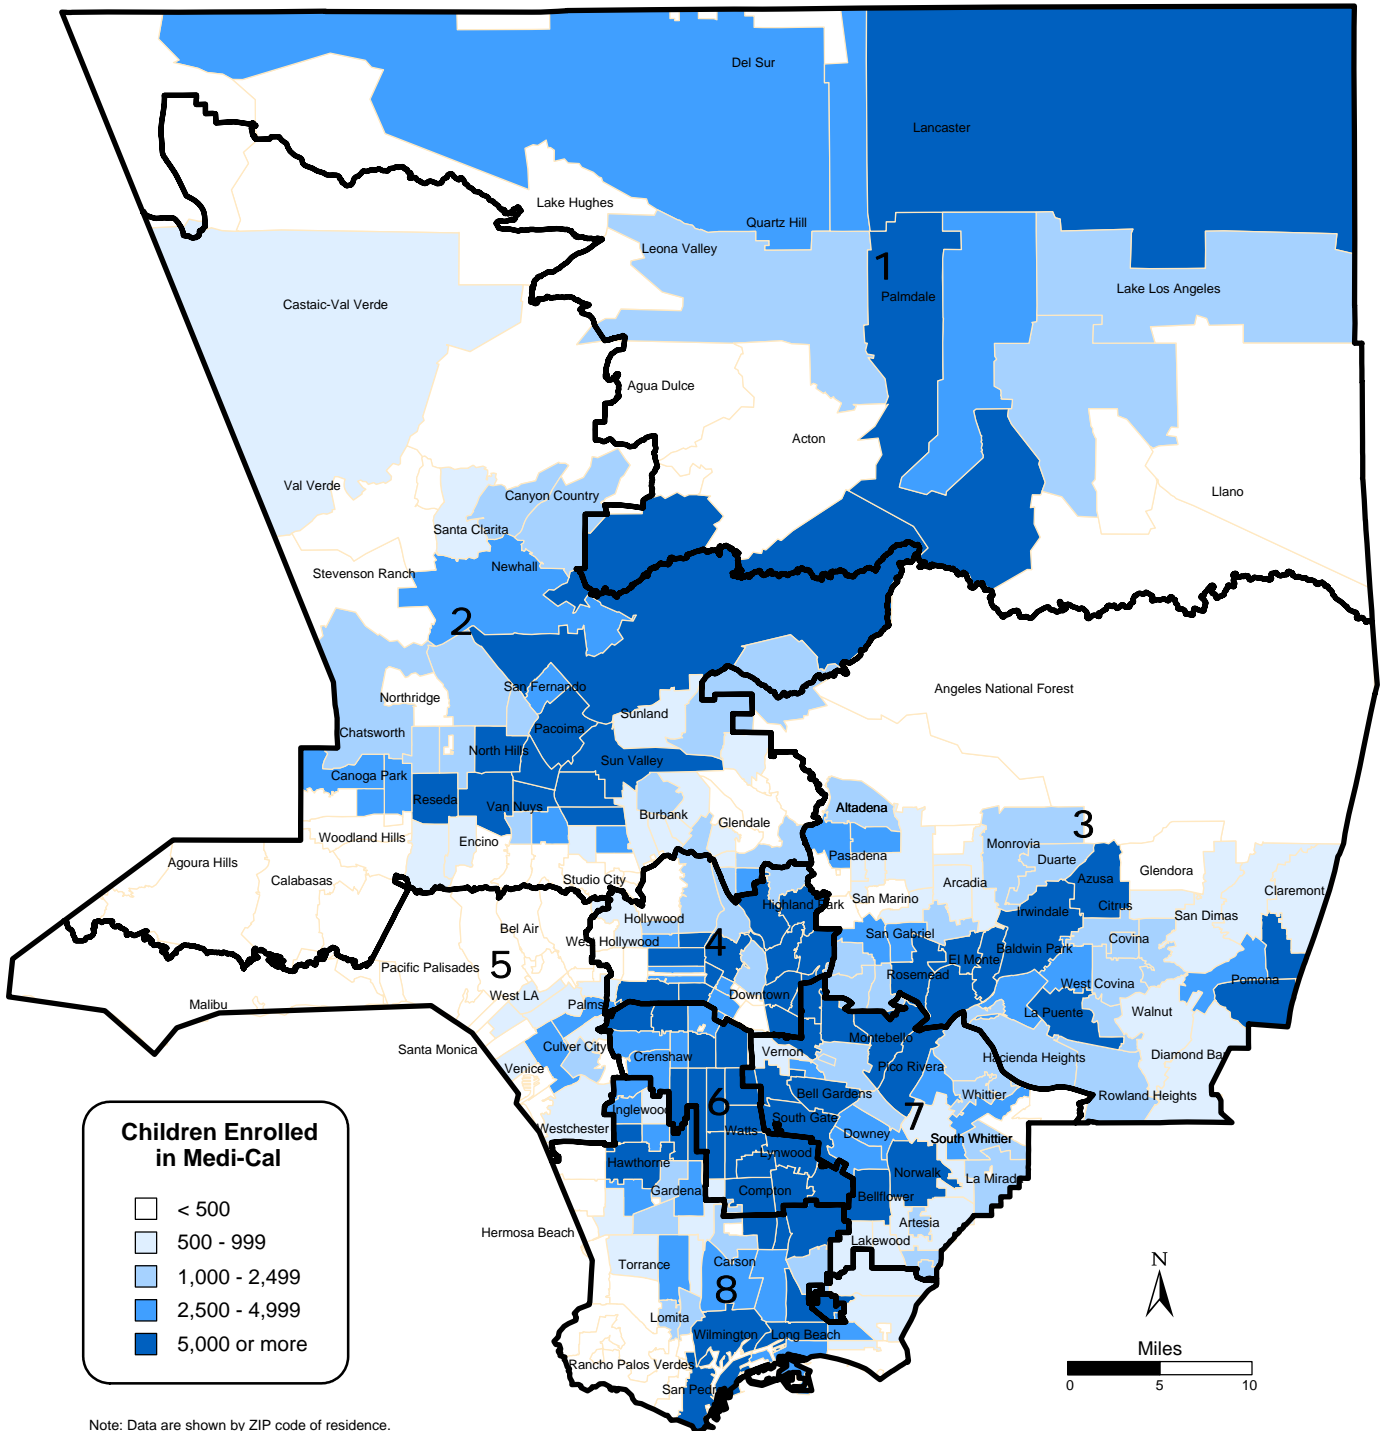 Del Sur
Lancaster
Lake Hughes
Quartz Hill
Leona Valley
1
Palmdale
Lake Los Angeles
Castaic-Val Verde
Agua Dulce
Acton
Val Verde
Canyon Country
Llano
Santa Clarita
Newhall
Stevenson Ranch
2
San Fernando
Northridge
Angeles National Forest
Sunland
Chatsworth
Pacoima
North Hills
Sun Valley
Canoga Park
Reseda
Van Nuys
Burbank
Altadena
Glendale
3
Woodland Hills
Encino
Monrovia
Pasadena
Duarte
Agoura Hills
Glendora
Calabasas
Studio City
Arcadia
Azusa
Claremont
San Marino
Highland Park
Citrus
Irwindale
San Dimas
Hollywood
Bel Air
San Gabriel
West Hollywood
4
Covina
Baldwin Park
El Monte
5
Pacific Palisades
Rosemead
Pomona
West Covina
West LA
Downtown
Malibu
Palms
La Puente
Walnut
Montebello
Santa Monica
Culver City
Vernon
Crenshaw
Hacienda Heights
Diamond Bar
Venice
Pico Rivera
Bell Gardens
Whittier
Rowland Heights
6
7
Inglewood
South Gate
Westchester
Watts
Downey
South Whittier
Lynwood
Hawthorne
Norwalk
La Mirada
Gardena
Compton
Bellflower
Hermosa Beach
Artesia
Lakewood
Torrance
Carson
8
Lomita
Wilmington
Long Beach
Rancho Palos Verdes
San Pedro
Children Enrolled
in Medi-Cal
< 500
500 - 999
1,000 - 2,499
2,500 - 4,999
5,000 or more
N
Miles
0 5 10
Note: Data are shown by ZIP code of residence.